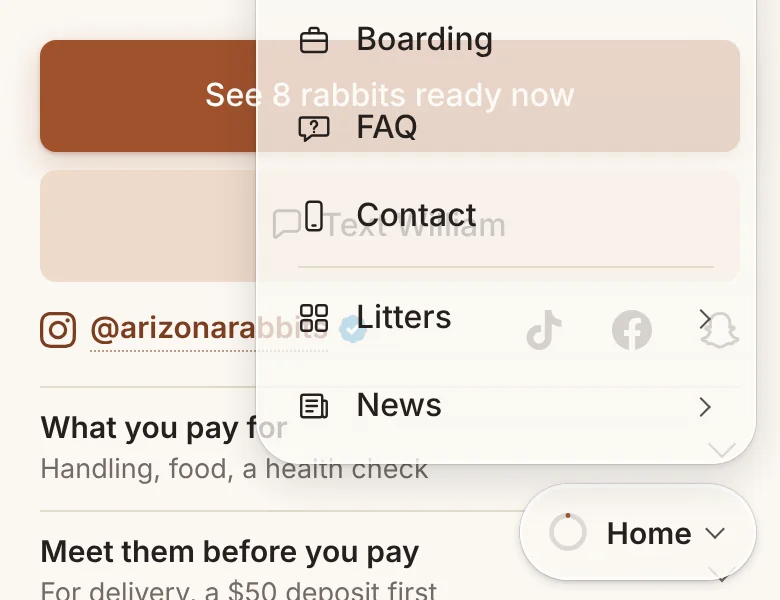 Boarding
See 8 rabbits ready now
FAQ
Contact
Text William
Litters
@arizonarabbits
News
What you pay for
Handling, food, a health check
Home
Meet them before you pay
For delivery, a $50 deposit first